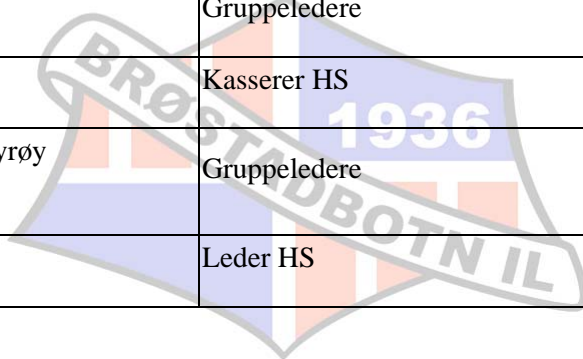 Gruppeledere
Kasserer HS
yrøy
Gruppeledere
Leder HS
BRØSTADBOTN IL
1936